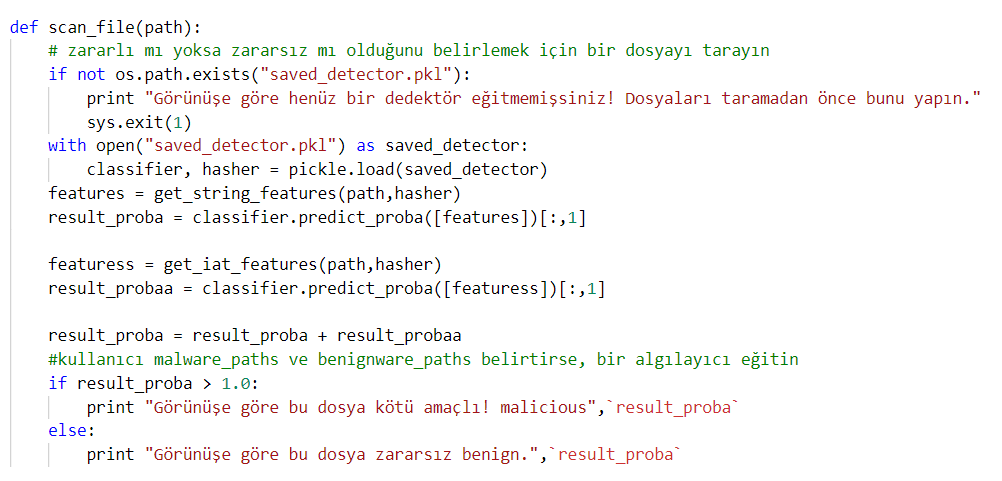 def scan_file(path):
    # zararlı mı yoksa zararsız mı olduğunu belirlemek için bir dosyayı tarayın
    if not os.path.exists("saved_detector.pkl"):
        print "Görünüşe göre henüz bir dedektör eğitmemişsiniz! Dosyaları taramadan önce bunu yapın."
        sys.exit(1)
    with open("saved_detector.pkl") as saved_detector:
        classifier, hasher = pickle.load(saved_detector)
    features = get_string_features(path,hasher)
    result_proba = classifier.predict_proba([features])[:,1]

    featuress = get_iat_features(path,hasher)
    result_probaa = classifier.predict_proba([featuress])[:,1]

    result_proba = result_proba + result_probaa
    #kullanıcı malware_paths ve benignware_paths belirtirse, bir algılayıcı eğitin
    if result_proba > 1.0:
        print "Görünüşe göre bu dosya kötü amaçlı! malicious",`result_proba`
    else:
        print "Görünüşe göre bu dosya zararsız benign.",`result_proba`